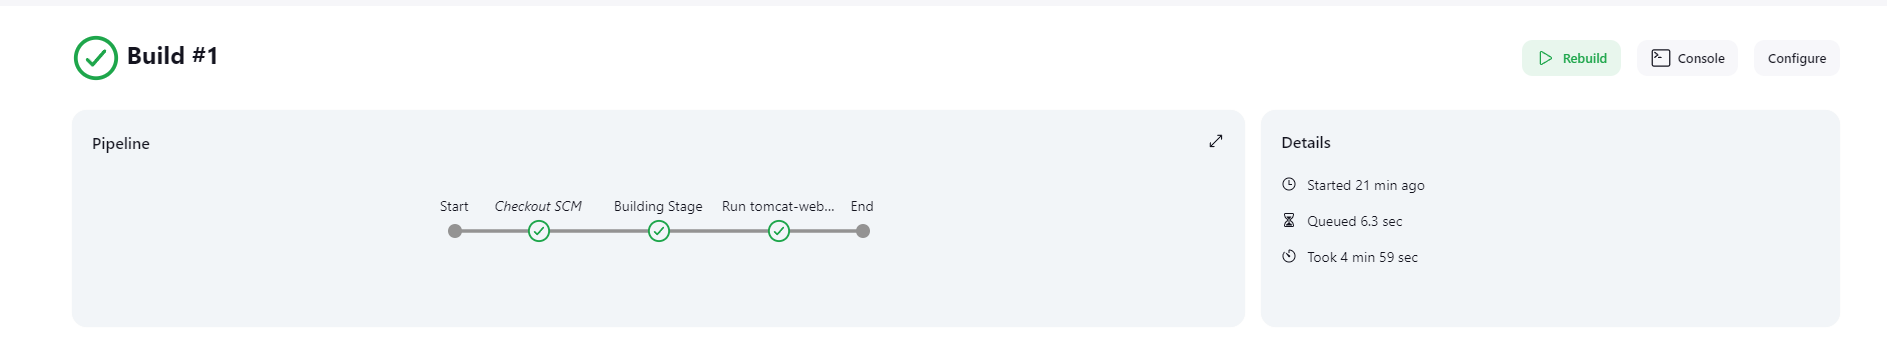 Build #1
Rebuild
Console
Configure
Pipeline
Start
Checkout SCM
Building Stage
Run tomcat-web...
End
Details
Started 21 min ago
Queued 6.3 sec
Took 4 min 59 sec